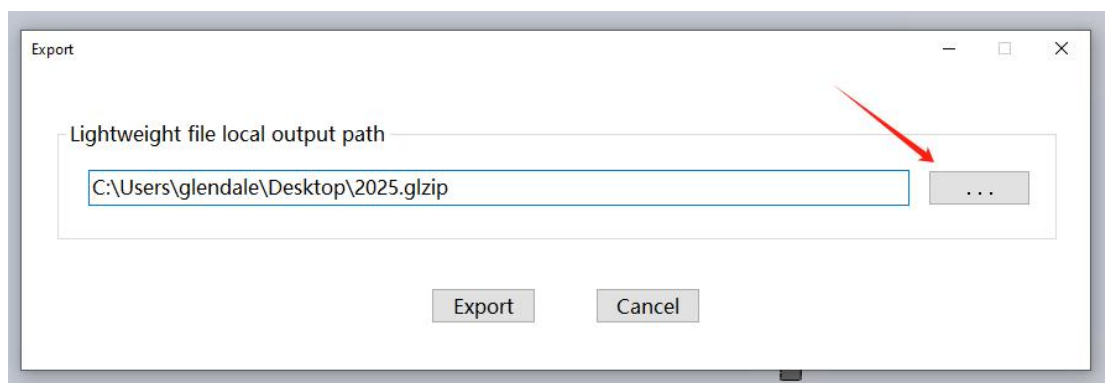 Export
Lightweight file local output path
C:\Users\glendale\Desktop\2025.glzip
...
Export
Cancel